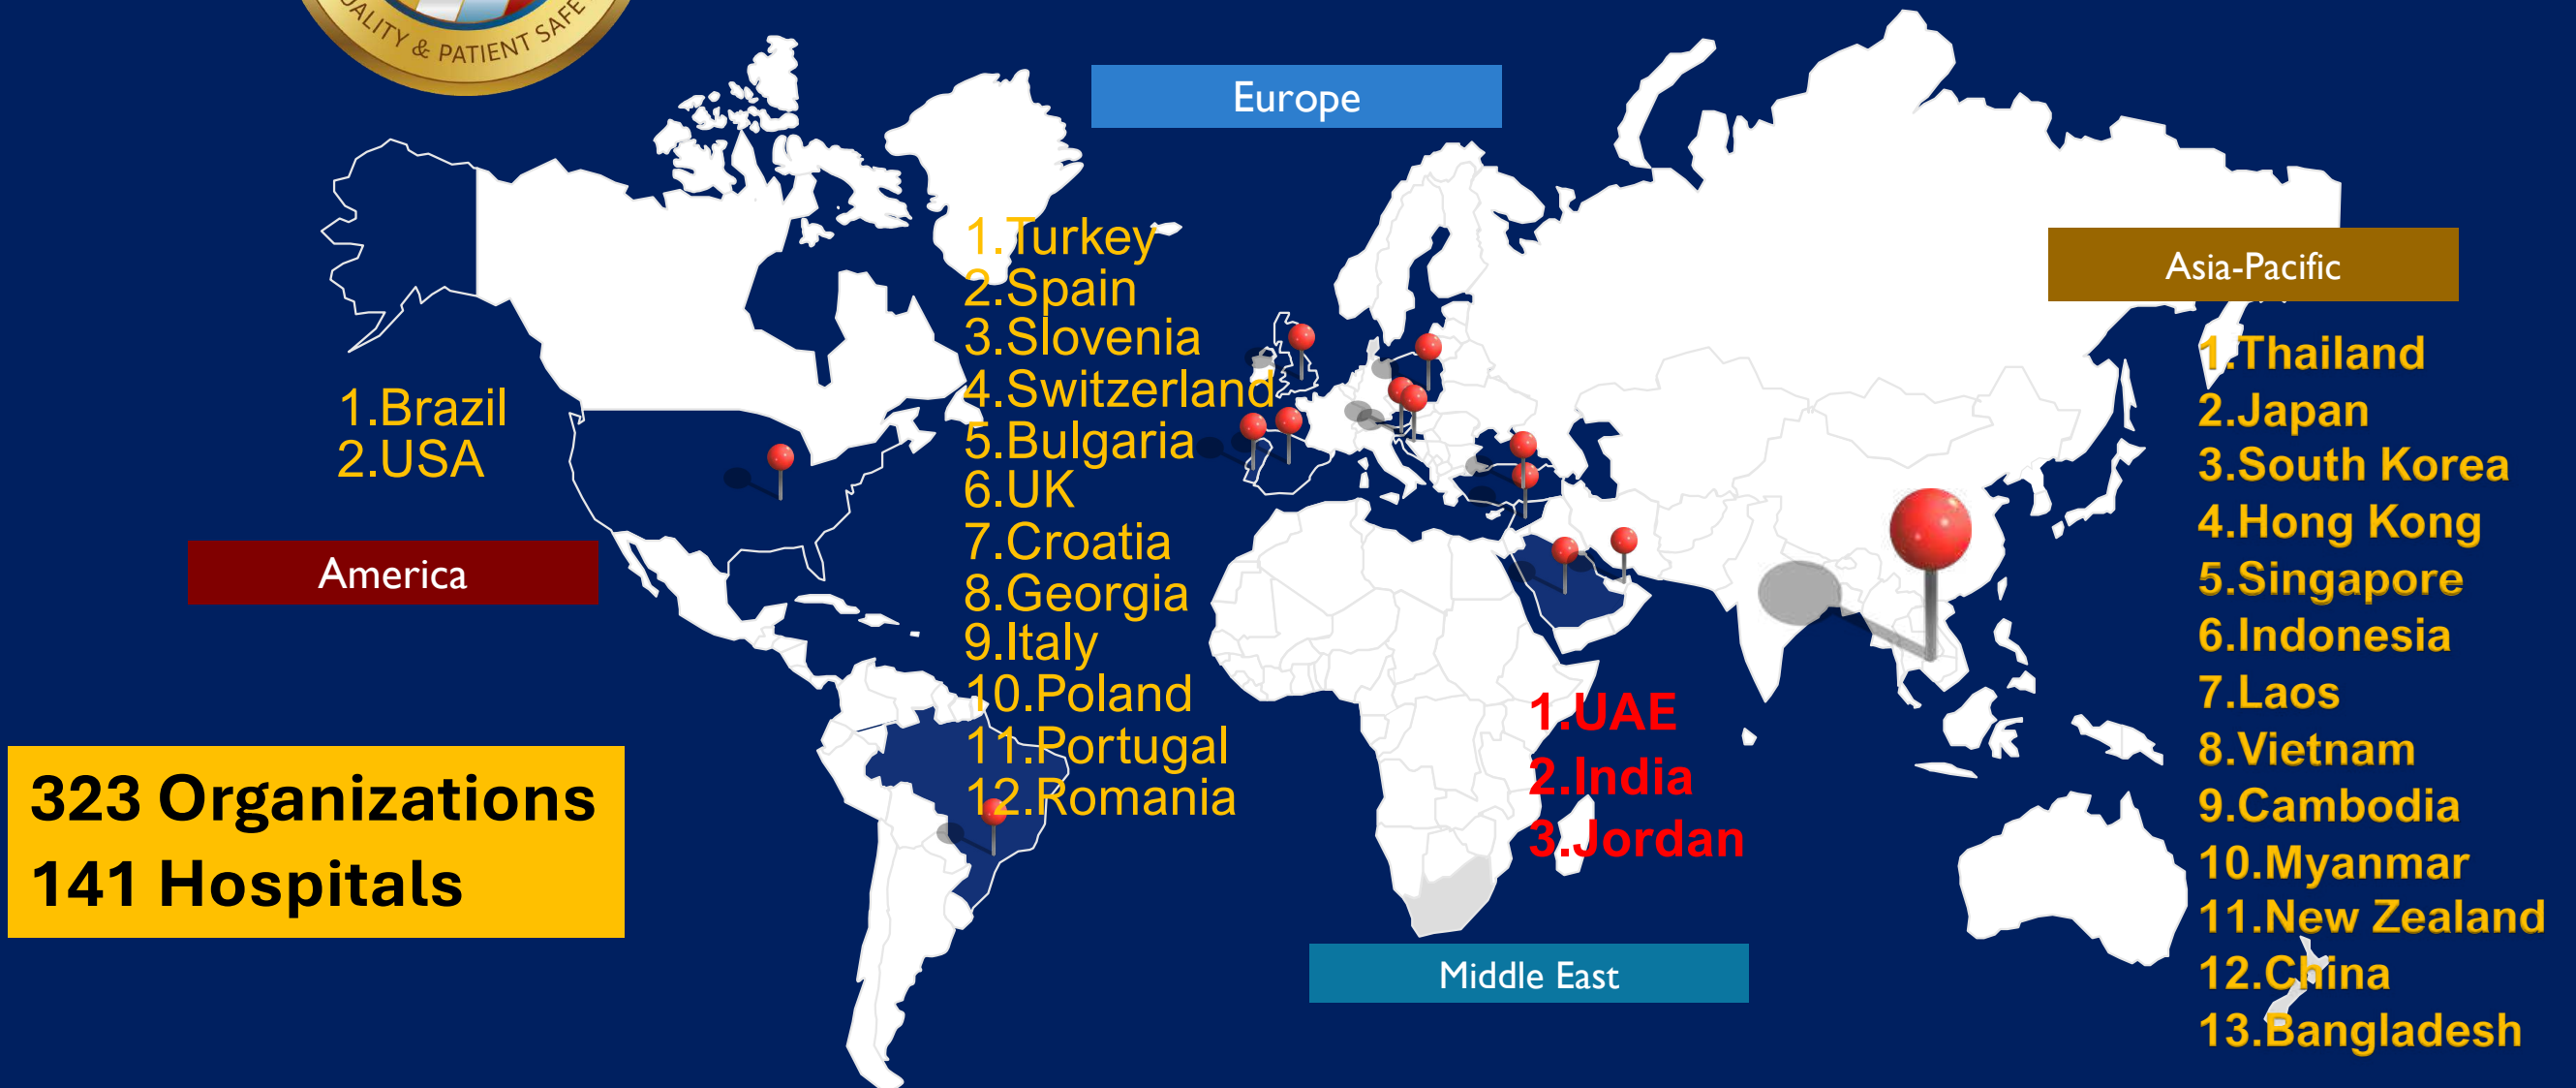 QUALITY & PATIENT SAFE
Europe
1.Turkey
2.Spain
3.Slovenia
4.Switzerland
5.Bulgaria
6.UK
7.Croatia
8.Georgia
9.Italy
10.Poland
11.Portugal
12.Romania
1.Brazil
2.USA
America
323 Organizations
141 Hospitals
1.UAE
2.India
3.Jordan
Middle East
Asia-Pacific
1.Thailand
2.Japan
3.South Korea
4.Hong Kong
5.Singapore
6.Indonesia
7.Laos
8.Vietnam
9.Cambodia
10.Myanmar
11.New Zealand
12.China
13.Bangladesh